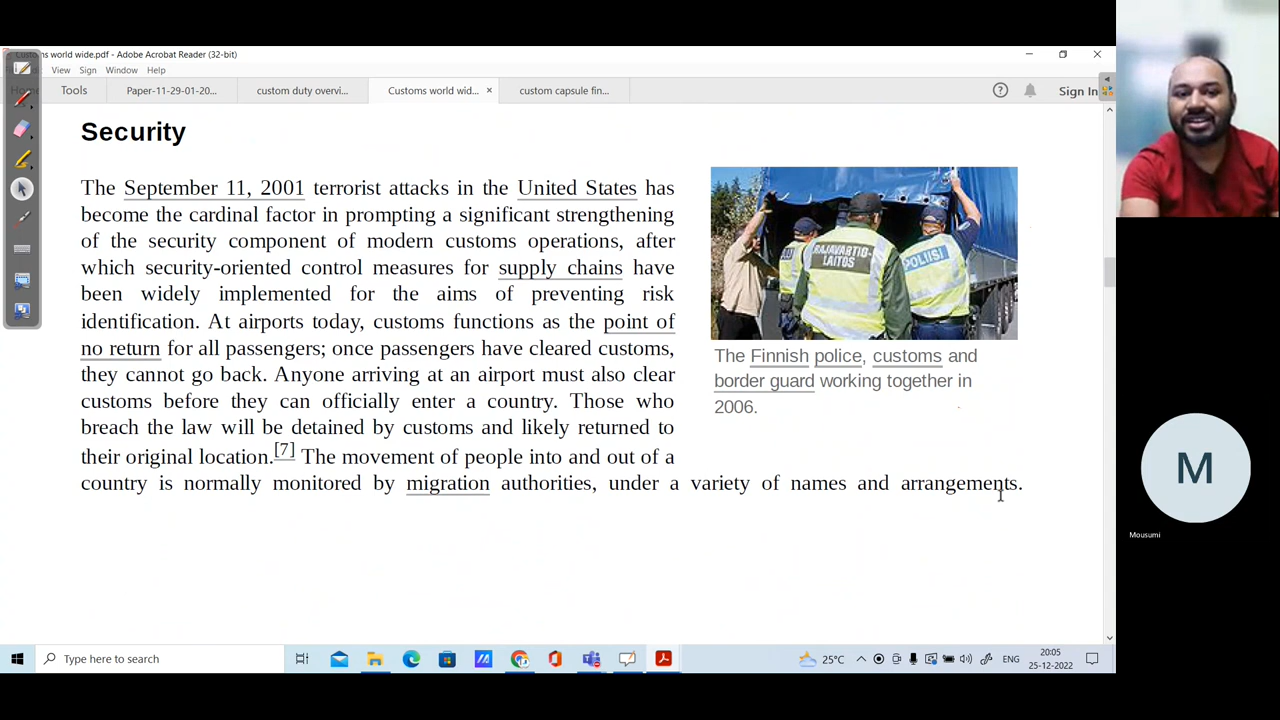 Customs world wide.pdf - Adobe Acrobat Reader (32-bit)
View Sign Window Help
Tools Paper-11-29-01-20... custom duty overvi... Customs world wid... × custom capsule fin... Sign In
Security
The September 11, 2001 terrorist attacks in the United States has
become the cardinal factor in prompting a significant strengthening
of the security component of modern customs operations, after
which security-oriented control measures for supply chains have
been widely implemented for the aims of preventing risk
identification. At airports today, customs functions as the point of
no return for all passengers; once passengers have cleared customs,
they cannot go back. Anyone arriving at an airport must also clear
customs before they can officially enter a country. Those who
breach the law will be detained by customs and likely returned to
their original location.[7] The movement of people into and out of a
country is normally monitored by migration authorities, under a variety of names and arrangements.
RAJAVARTIO-
LAITOS
POLIISI
The Finnish police, customs and
border guard working together in
2006.
M
Mousumi
Type here to search
25°C
ENG
20:05
25-12-2022